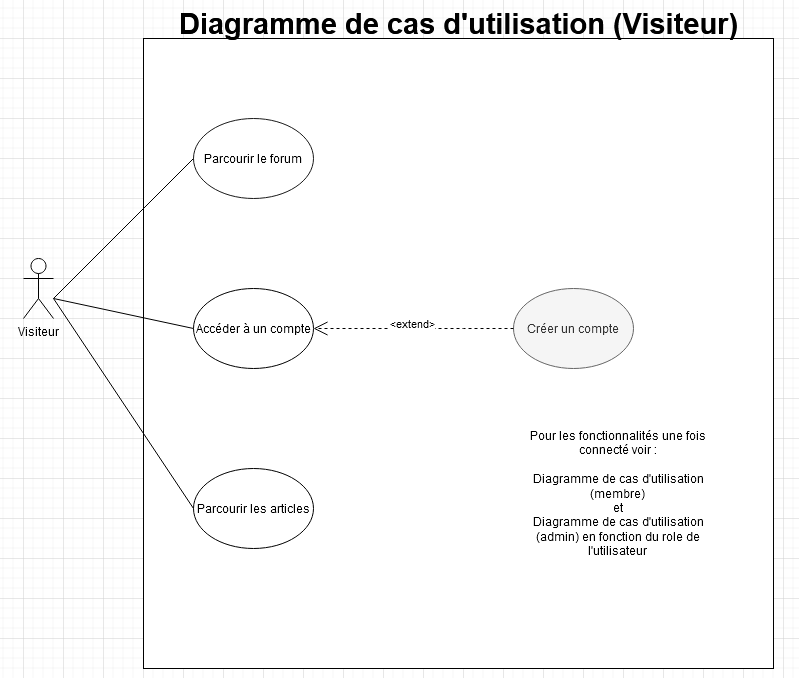 Diagramme de cas d'utilisation (Visiteur)
Parcourir le forum
Visiteur
Accéder à un compte
<extend>
Créer un compte
Parcourir les articles
Pour les fonctionnalités une fois
connecté voir :
Diagramme de cas d'utilisation
(membre)
et
Diagramme de cas d'utilisation
(admin) en fonction du role de
l'utilisateur